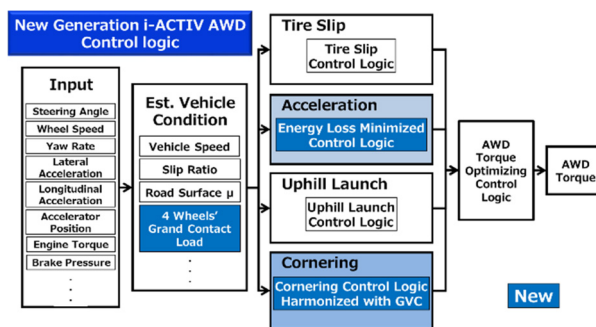 New Generation i-ACTIV AWD
Control logic
Input
Steering Angle
Wheel Speed
Yaw Rate
Lateral
Acceleration
Longitudinal
Acceleration
Accelerator
Position
Engine Torque
Brake Pressure
Est. Vehicle
Condition
Vehicle Speed
Slip Ratio
Road Surface μ
4 Wheels'
Grand Contact
Load
Tire Slip
Tire Slip
Control Logic
Acceleration
Energy Loss Minimized
Control Logic
Uphill Launch
Uphill Launch
Control Logic
Cornering
Cornering Control Logic
Harmonized with GVC
AWD
Torque
Optimizing
Control
Logic
AWD
Torque
New